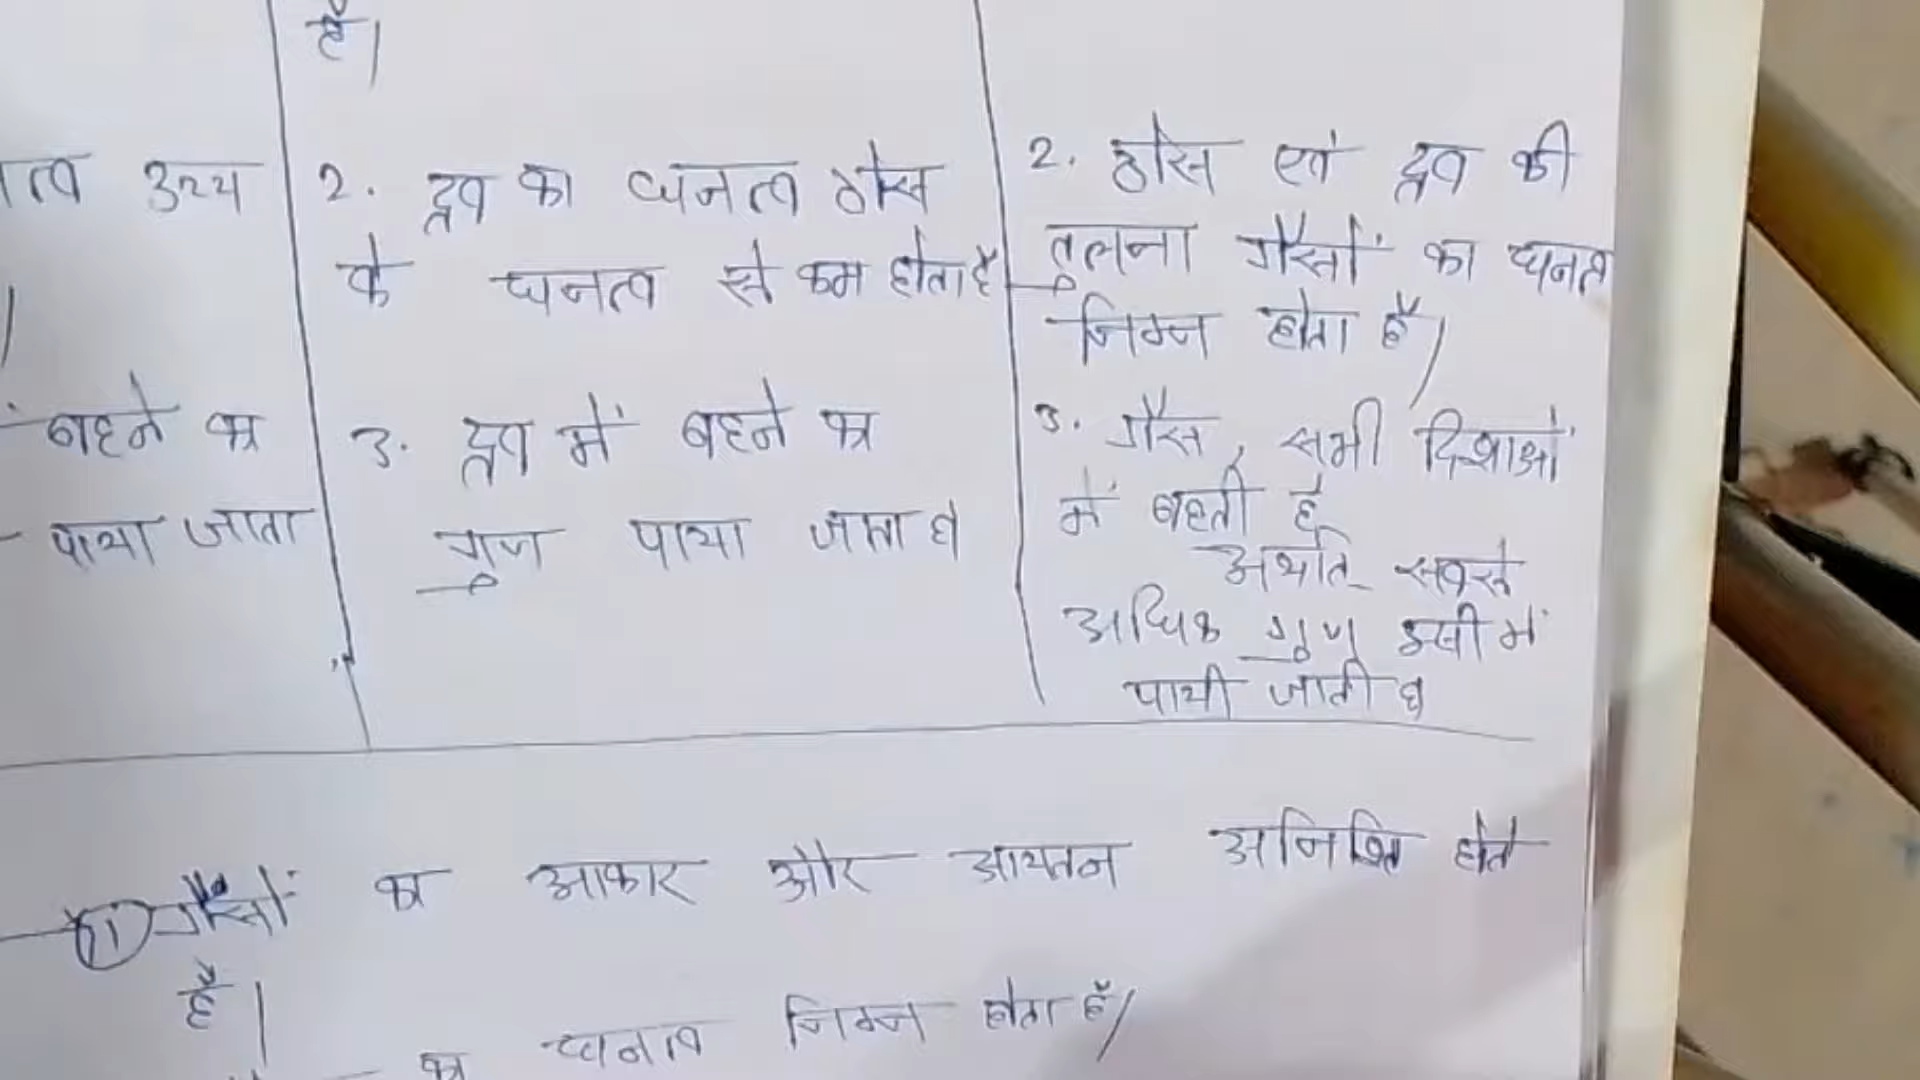 है।
त्व उच्च
बहने का
पाया जाता
2. द्रव का घनत्व ठोस
के घनत्व से कम होता है
3. द्रव में बहने का
गुण पाया जाता है
2. ठोस एवं द्रव की
तुलना गैसों का घनत्व
निम्न होता है।
3. गैस, सभी दिशाओं
में बहती है
अर्थात् सबसे
अधिक गुण इसी में
पायी जाती है
गैसों का आकार और आयतन अनिश्चित होते
है।
का घनत्व निम्न होता है।